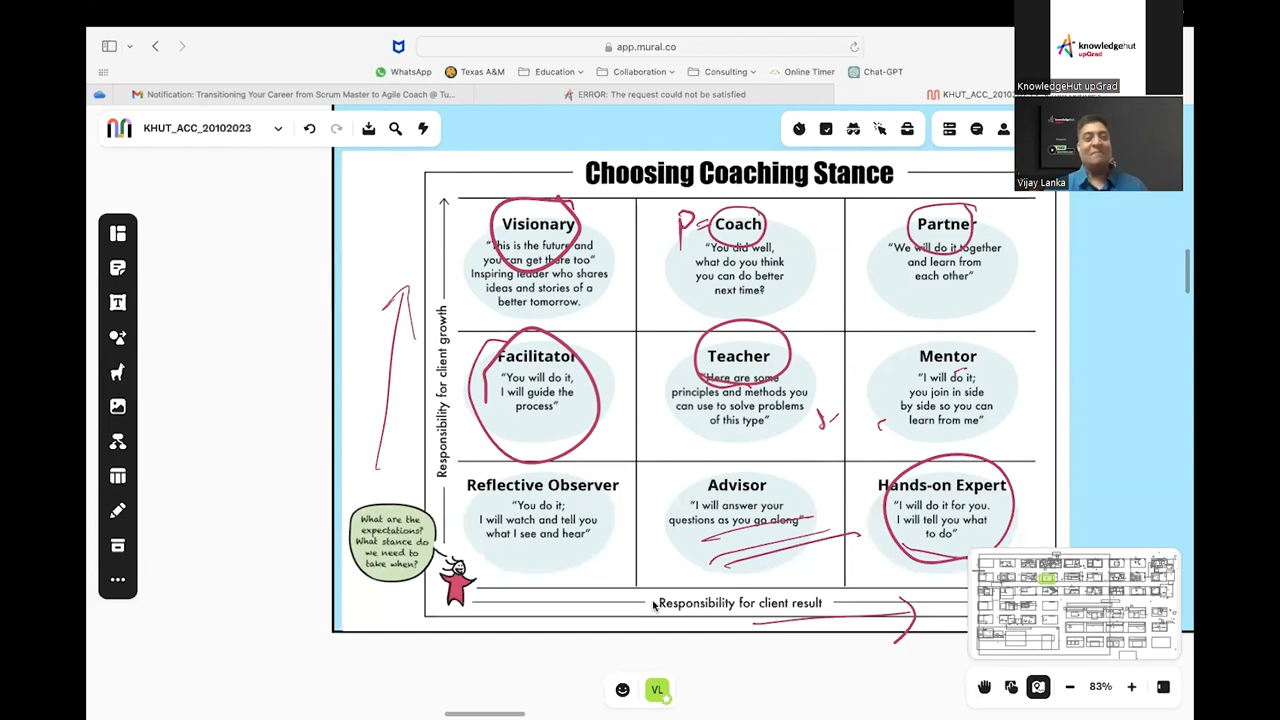 knowledgehut
upGrad
KnowledgeHut upGrad
app.mural.co
WhatsApp
Texas A&M
Education
Collaboration
Consulting
Online Timer
Chat-GPT
Notification: Transitioning Your Career from Scrum Master to Agile Coach @ Tu...
ERROR: The request could not be satisfied
KHUT_ACC_2010202
KHUT_ACC_20102023
Vijay Lanka
Choosing Coaching Stance
Responsibility for client growth
Visionary
"This is the future and
you can get there too"
Inspiring leader who shares
ideas and stories of a
better tomorrow.
P= Coach
"You did well,
what do you think
you can do better
next time?
Partner
"We will do it together
and learn from
each other"
Facilitator
"You will do it,
I will guide the
process"
Teacher
"Here are some
principles and methods you
can use to solve problems
of this type"
Mentor
"I will do it;
you join in side
by side so you can
learn from me"
Reflective Observer
"You do it;
I will watch and tell you
what I see and hear"
Advisor
"I will answer your
questions as you go along"
Hands-on Expert
"I will do it for you.
I will tell you what
to do"
What are the
expectations?
What stance do
we need to
take when?
Responsibility for client result
VL
83%